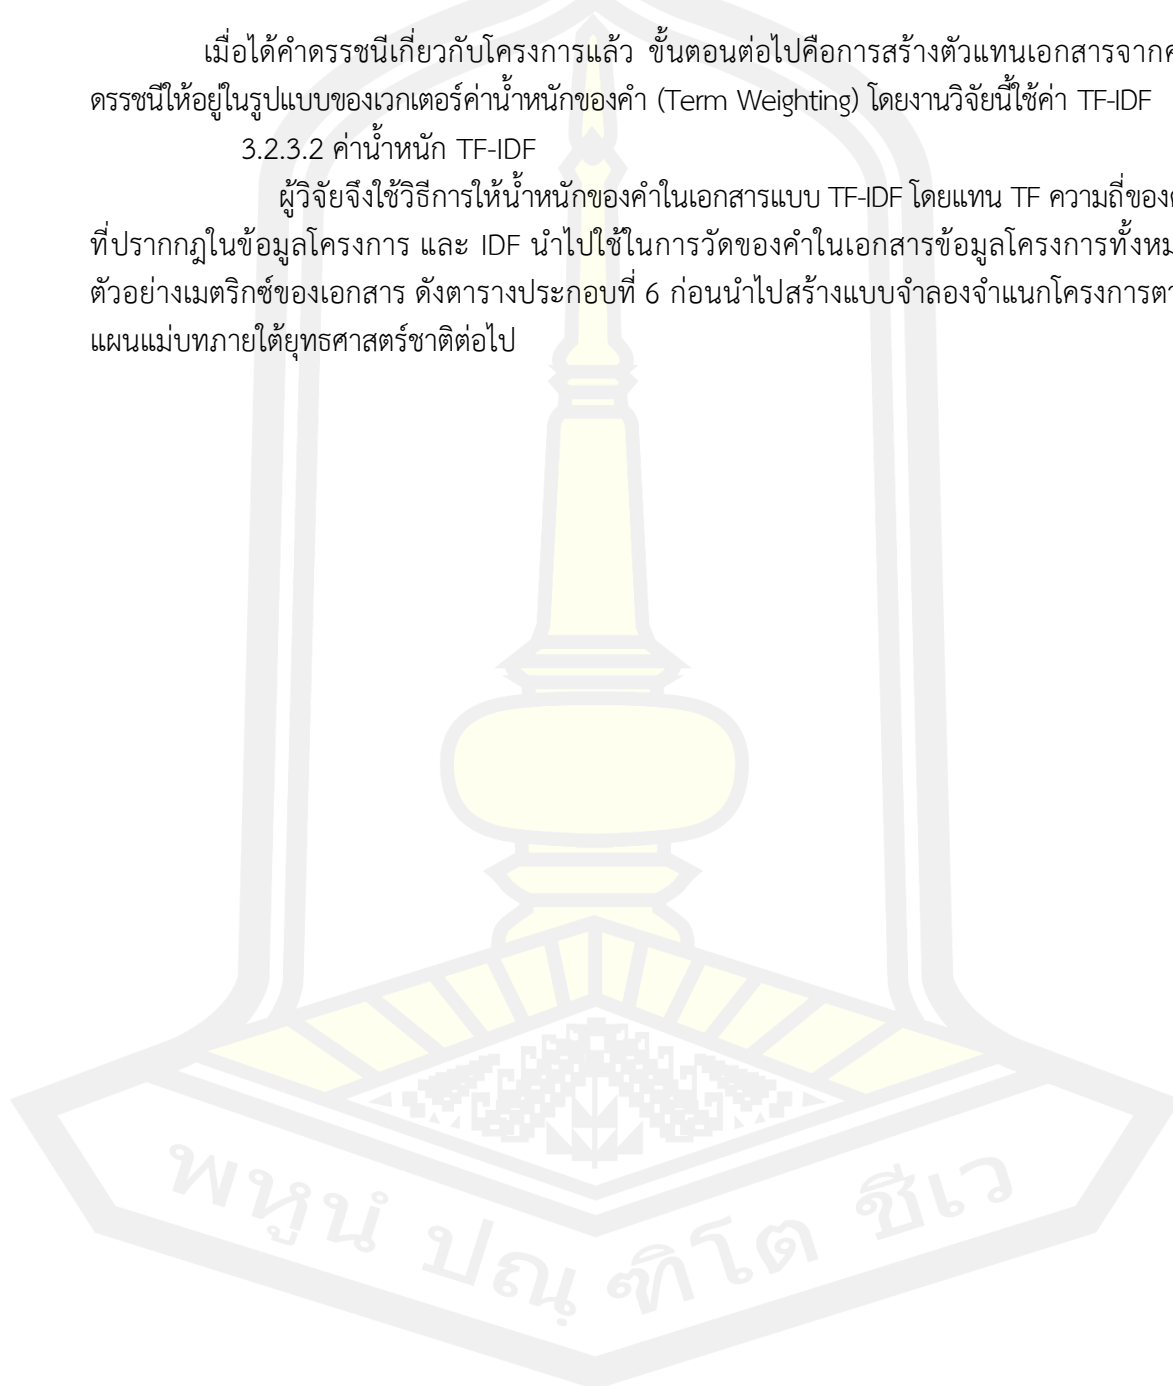 เมื่อได้คำดรรชนีเกี่ยวกับโครงการแล้ว ขั้นตอนต่อไปคือการสร้างตัวแทนเอกสารจาก
ดรรชนีให้อยู่ในรูปแบบของเวกเตอร์ค่าน้ำหนักของคำ (Term Weighting) โดยงานวิจัยนี้ใช้ค่า TF-IDF
3.2.3.2 ค่าน้ำหนัก TF-IDF
ผู้วิจัยจึงใช้วิธีการให้น้ำหนักของคำในเอกสารแบบ TF-IDF โดยแทน TF ความถี่ของ
ที่ปรากกฎในข้อมูลโครงการ และ IDF นำไปใช้ในการวัดของคำในเอกสารข้อมูลโครงการ
ตัวอย่างเมตริกซ์ของเอกสาร ดังตารางประกอบที่ 6 ก่อนนำไปสร้างแบบจำลองจำแนกโครงการ
แผนแม่บทภายใต้ยุทธศาสตร์ชาติต่อไป
พหูนํ ปณฺ ฑิโต ชีเว